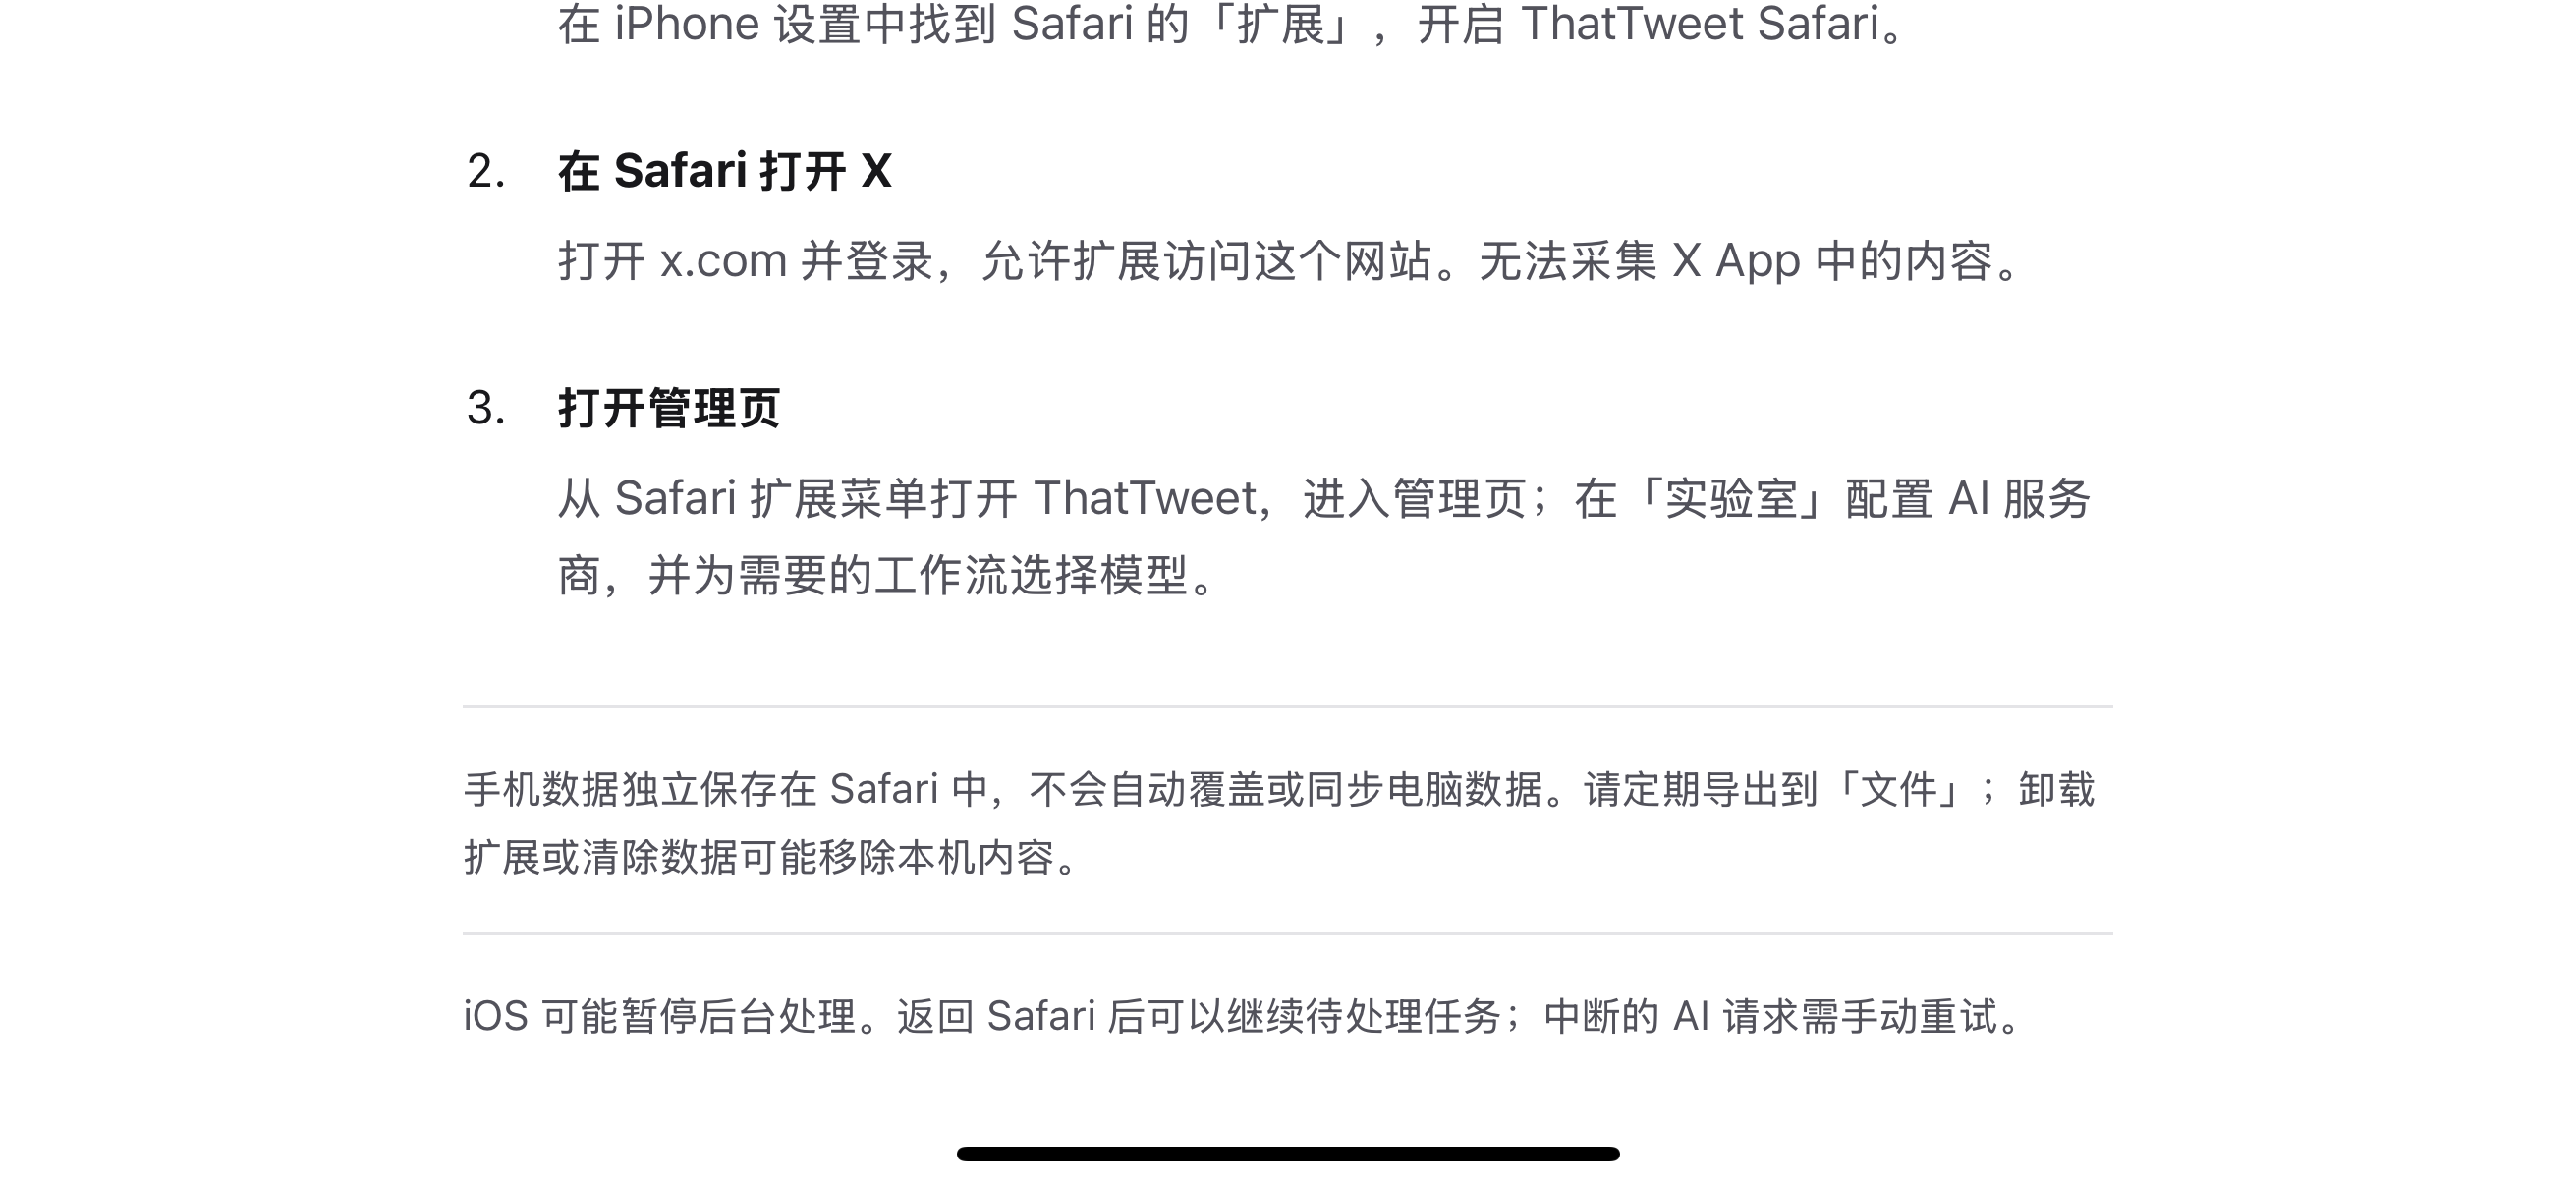 在 iPhone 设置中找到 Safari 的「扩展」，开启 ThatTweet Safari。
2. 在 Safari 打开 X
打开 x.com 并登录，允许扩展访问这个网站。无法采集 X App 中的内容。
3. 打开管理页
从 Safari 扩展菜单打开 ThatTweet，进入管理页；在「实验室」配置 AI 服务
商，并为需要的工作流选择模型。
手机数据独立保存在 Safari 中，不会自动覆盖或同步电脑数据。请定期导出到「文件」；卸载
扩展或清除数据可能移除本机内容。
iOS 可能暂停后台处理。返回 Safari 后可以继续待处理任务；中断的 AI 请求需手动重试。